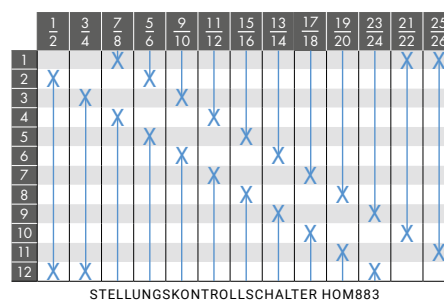 1/2 3/4 7/8 5/6 9/10 11/12 15/16 13/14 17/18 19/20 23/24 21/22 25/26
1 X X X
2 X X
3 X X
4 X X
5 X X
6 X X
7 X X
8 X X
9 X X
10 X X
11 X X
12 X X X
STELLUNGSKONTROLLSCHALTER HOM883